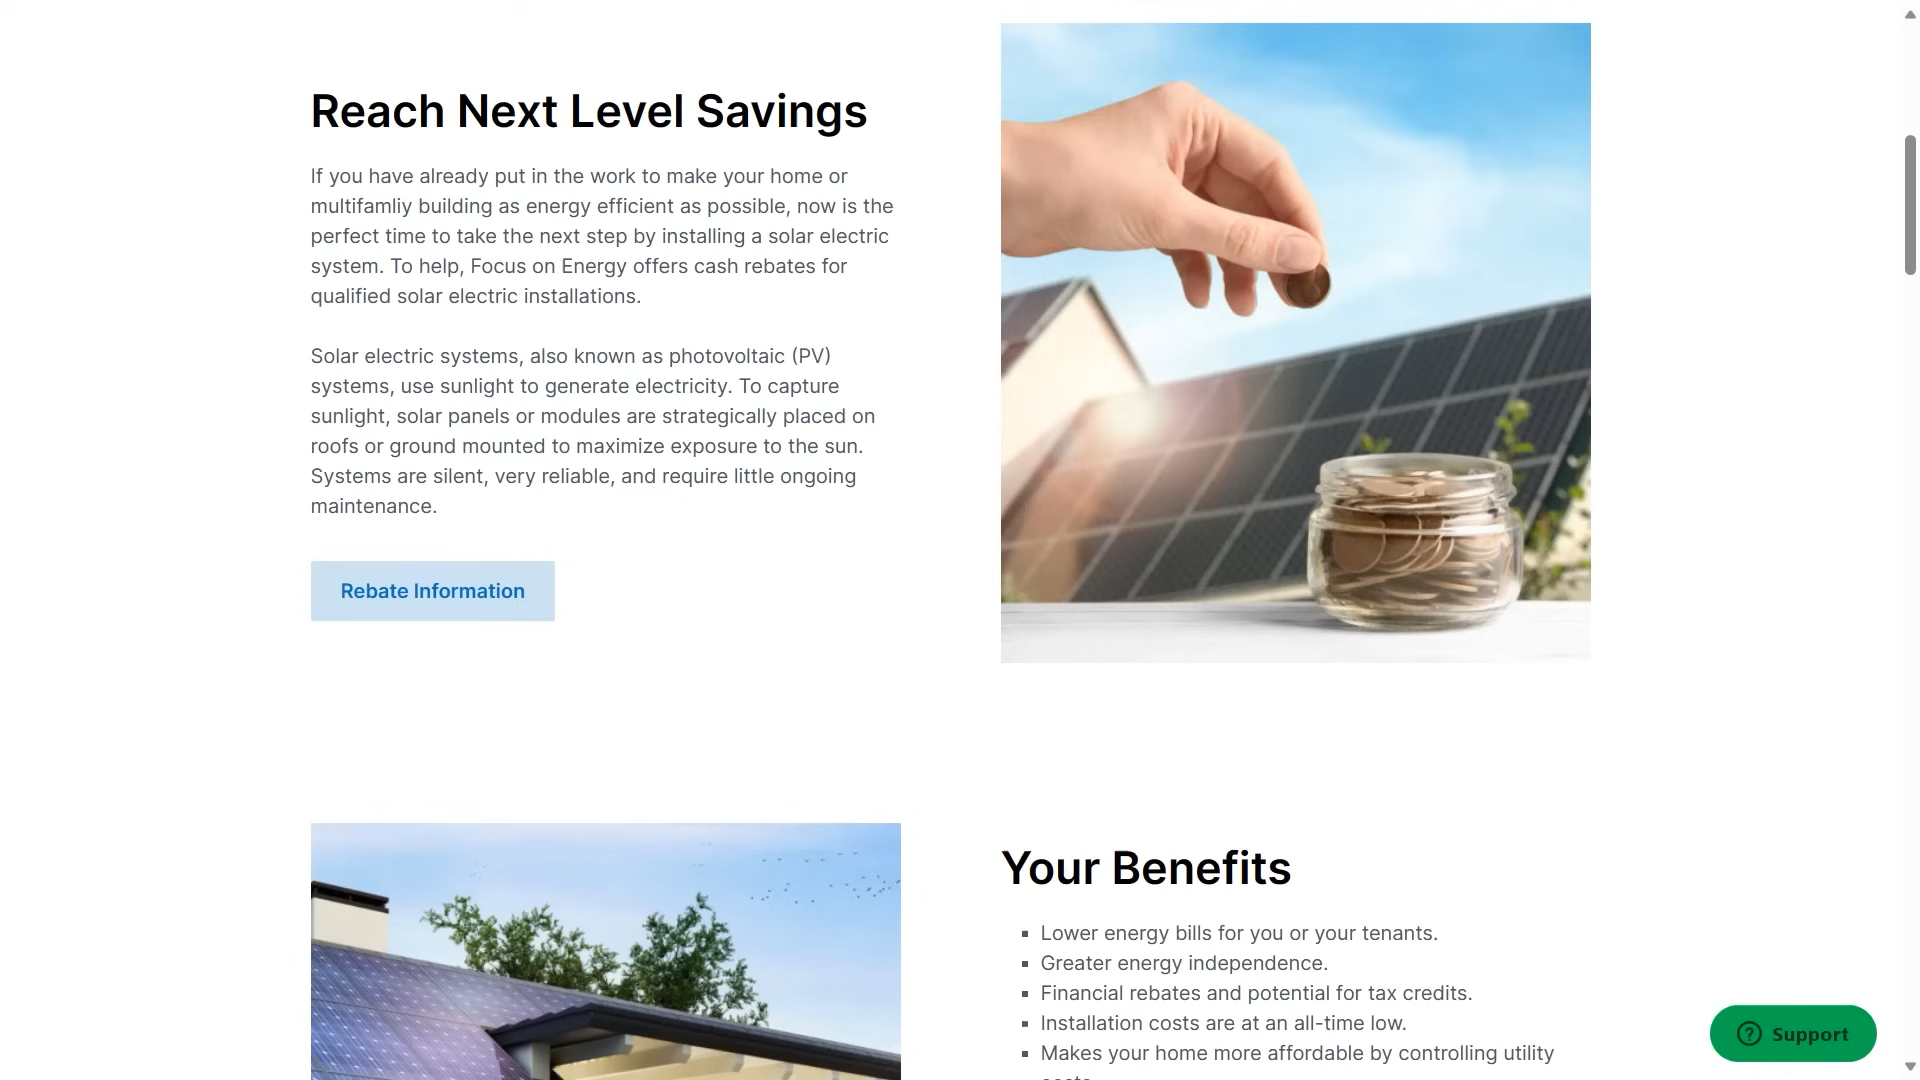 Reach Next Level Savings
If you have already put in the work to make your home or
multifamliy building as energy efficient as possible, now is the
perfect time to take the next step by installing a solar electric
system. To help, Focus on Energy offers cash rebates for
qualified solar electric installations.
Solar electric systems, also known as photovoltaic (PV)
systems, use sunlight to generate electricity. To capture
sunlight, solar panels or modules are strategically placed on
roofs or ground mounted to maximize exposure to the sun.
Systems are silent, very reliable, and require little ongoing
maintenance.
Rebate Information
Your Benefits
Lower energy bills for you or your tenants.
Greater energy independence.
Financial rebates and potential for tax credits.
Installation costs are at an all-time low.
Makes your home more affordable by controlling utility
Support